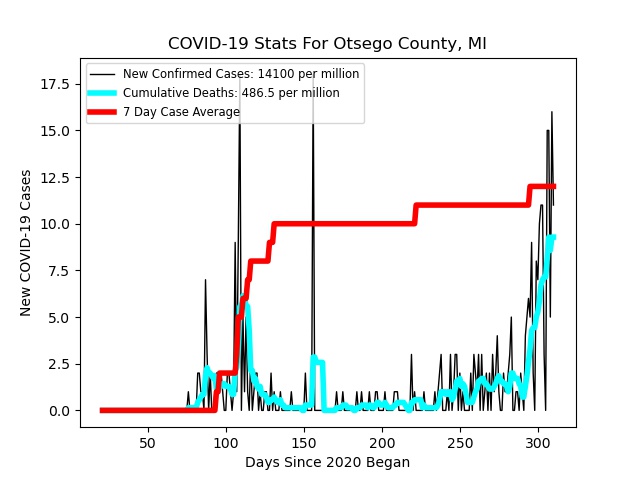 COVID-19 Stats For Otsego County, MI
New Confirmed Cases: 14100 per million
Cumulative Deaths: 486.5 per million
7 Day Case Average
New COVID-19 Cases
17.5
15.0
12.5
10.0
7.5
5.0
2.5
0.0
50 100 150 200 250 300
Days Since 2020 Began